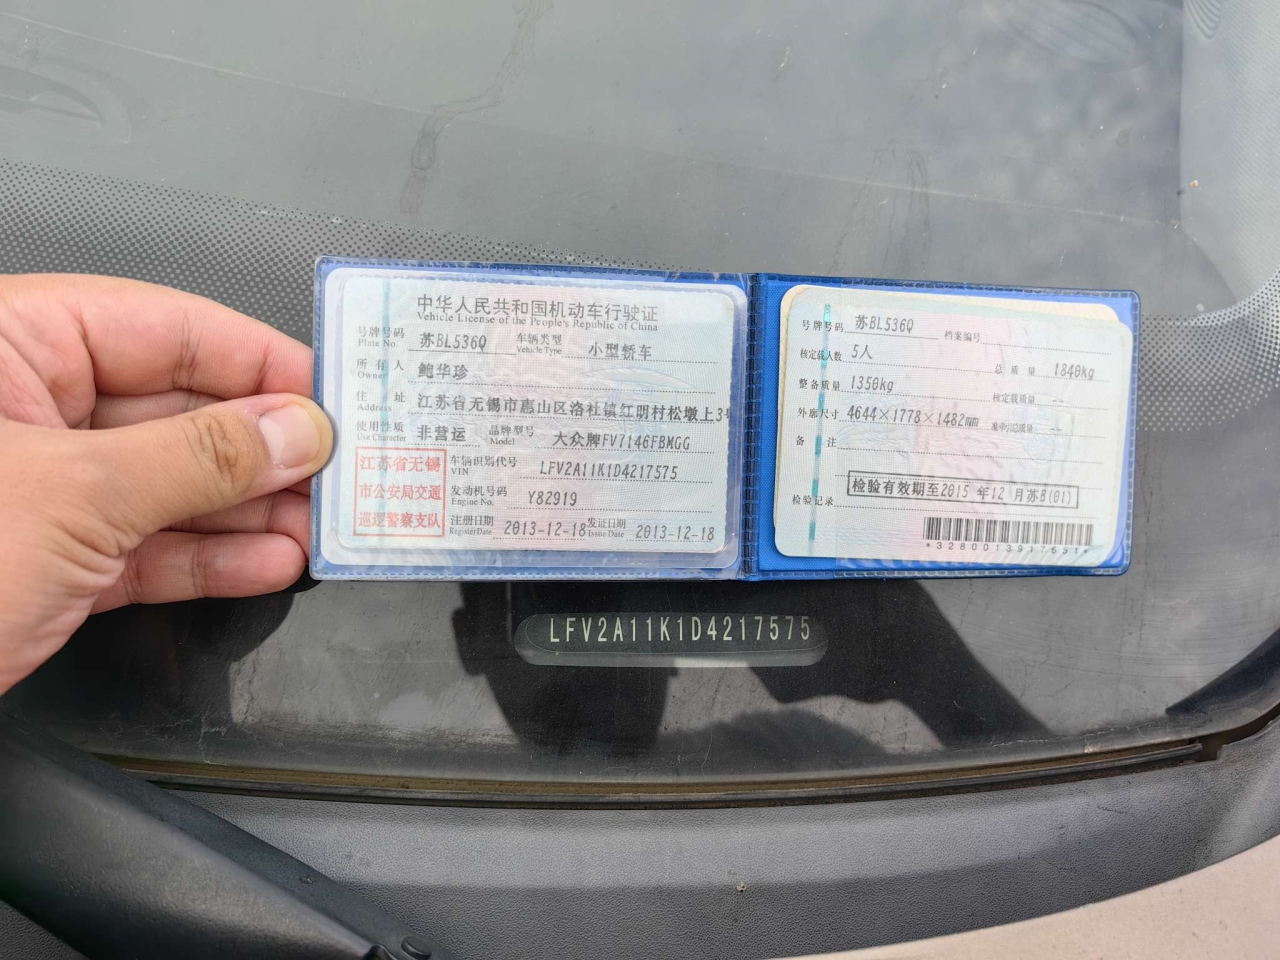 中华人民共和国机动车行驶证
Vehicle License of the People's Republic of China
号牌号码 苏BL536Q 车辆类型 小型轿车
Plate No. Vehicle Type
所有人 鲍华珍
Owner
住址 江苏省无锡市惠山区洛社镇红明村松墩上3号
Address
使用性质 非营运 品牌型号 大众牌FV7146FBMGG
Use Character Model
江苏省无锡
市公安局交通
巡逻警察支队
车辆识别代号 LFV2A11K1D4217575
VIN
发动机号码 Y82919
Engine No.
注册日期 2013-12-18 发证日期 2013-12-18
Register Date Issue Date
号牌号码 苏BL536Q 档案编号
核定载人数 5人 总质量 1840kg
整备质量 1350kg 核定载质量 --
外廓尺寸 4644×1778×1482mm 准牵引总质量 --
备注
检验记录 检验有效期至2015年12月苏B(01)
*3280013917651*
LFV2A11K1D4217575